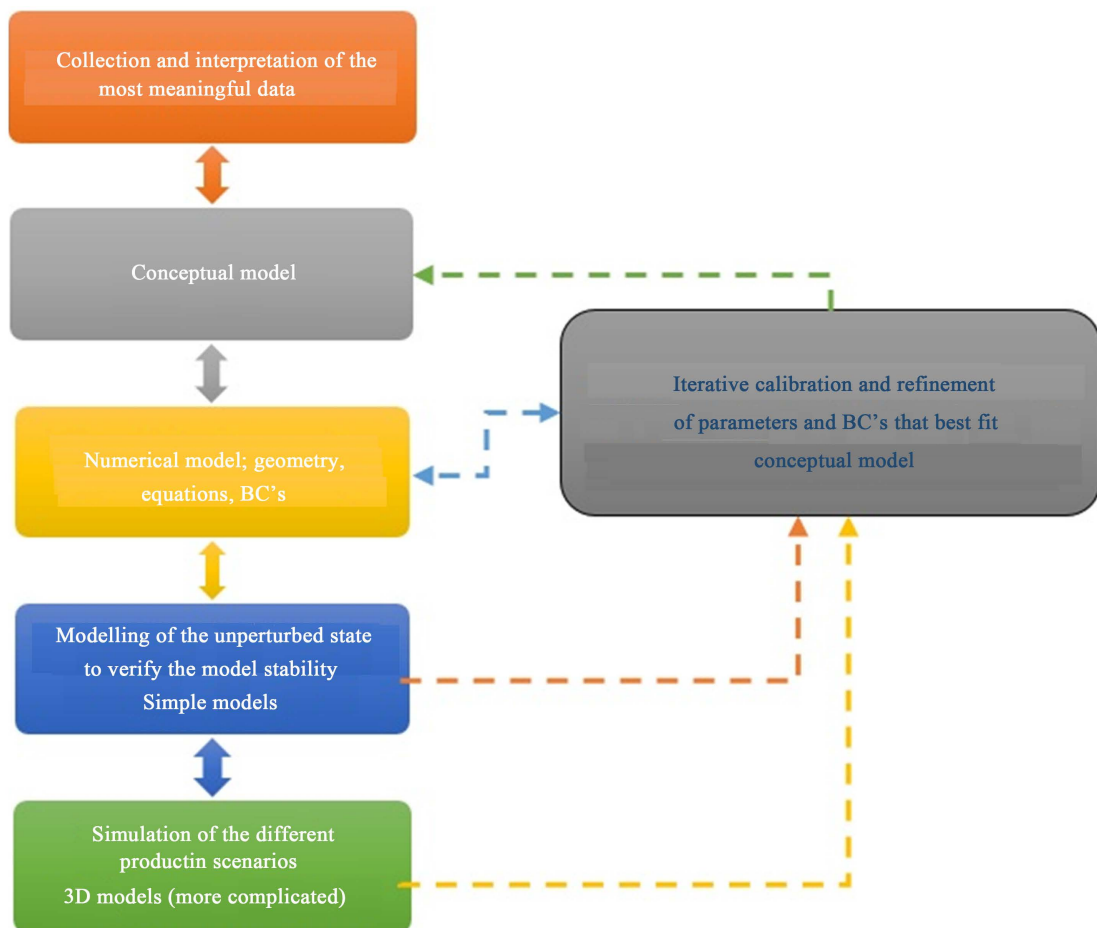 Collection and interpretation of the
most meaningful data
Conceptual model
Iterative calibration and refinement
of parameters and BC's that best fit
conceptual model
Numerical model; geometry,
equations, BC's
Modelling of the unperturbed state
to verify the model stability
Simple models
Simulation of the different
productin scenarios
3D models (more complicated)